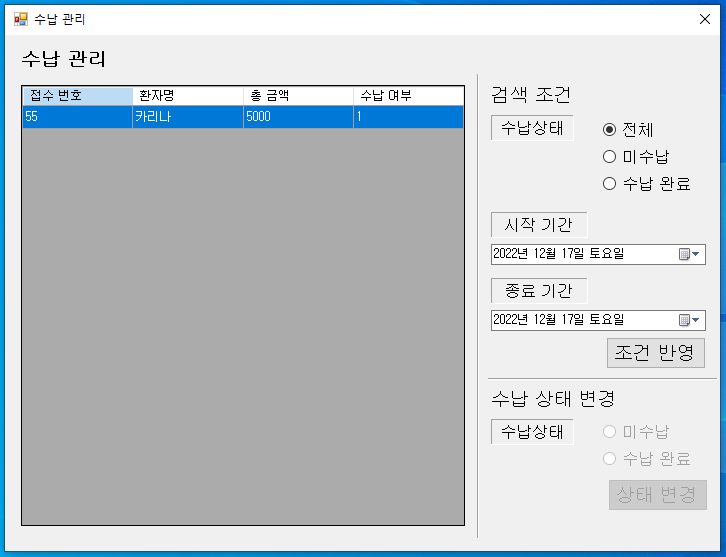 수납 관리
수납 관리
접수 번호 환자명 총 금액 수납 여부
55 카리나 5000 1
검색 조건
수납상태
전체
미수납
수납 완료
시작 기간
2022년 12월 17일 토요일
종료 기간
2022년 12월 17일 토요일
조건 반영
수납 상태 변경
수납상태
미수납
수납 완료
상태 변경